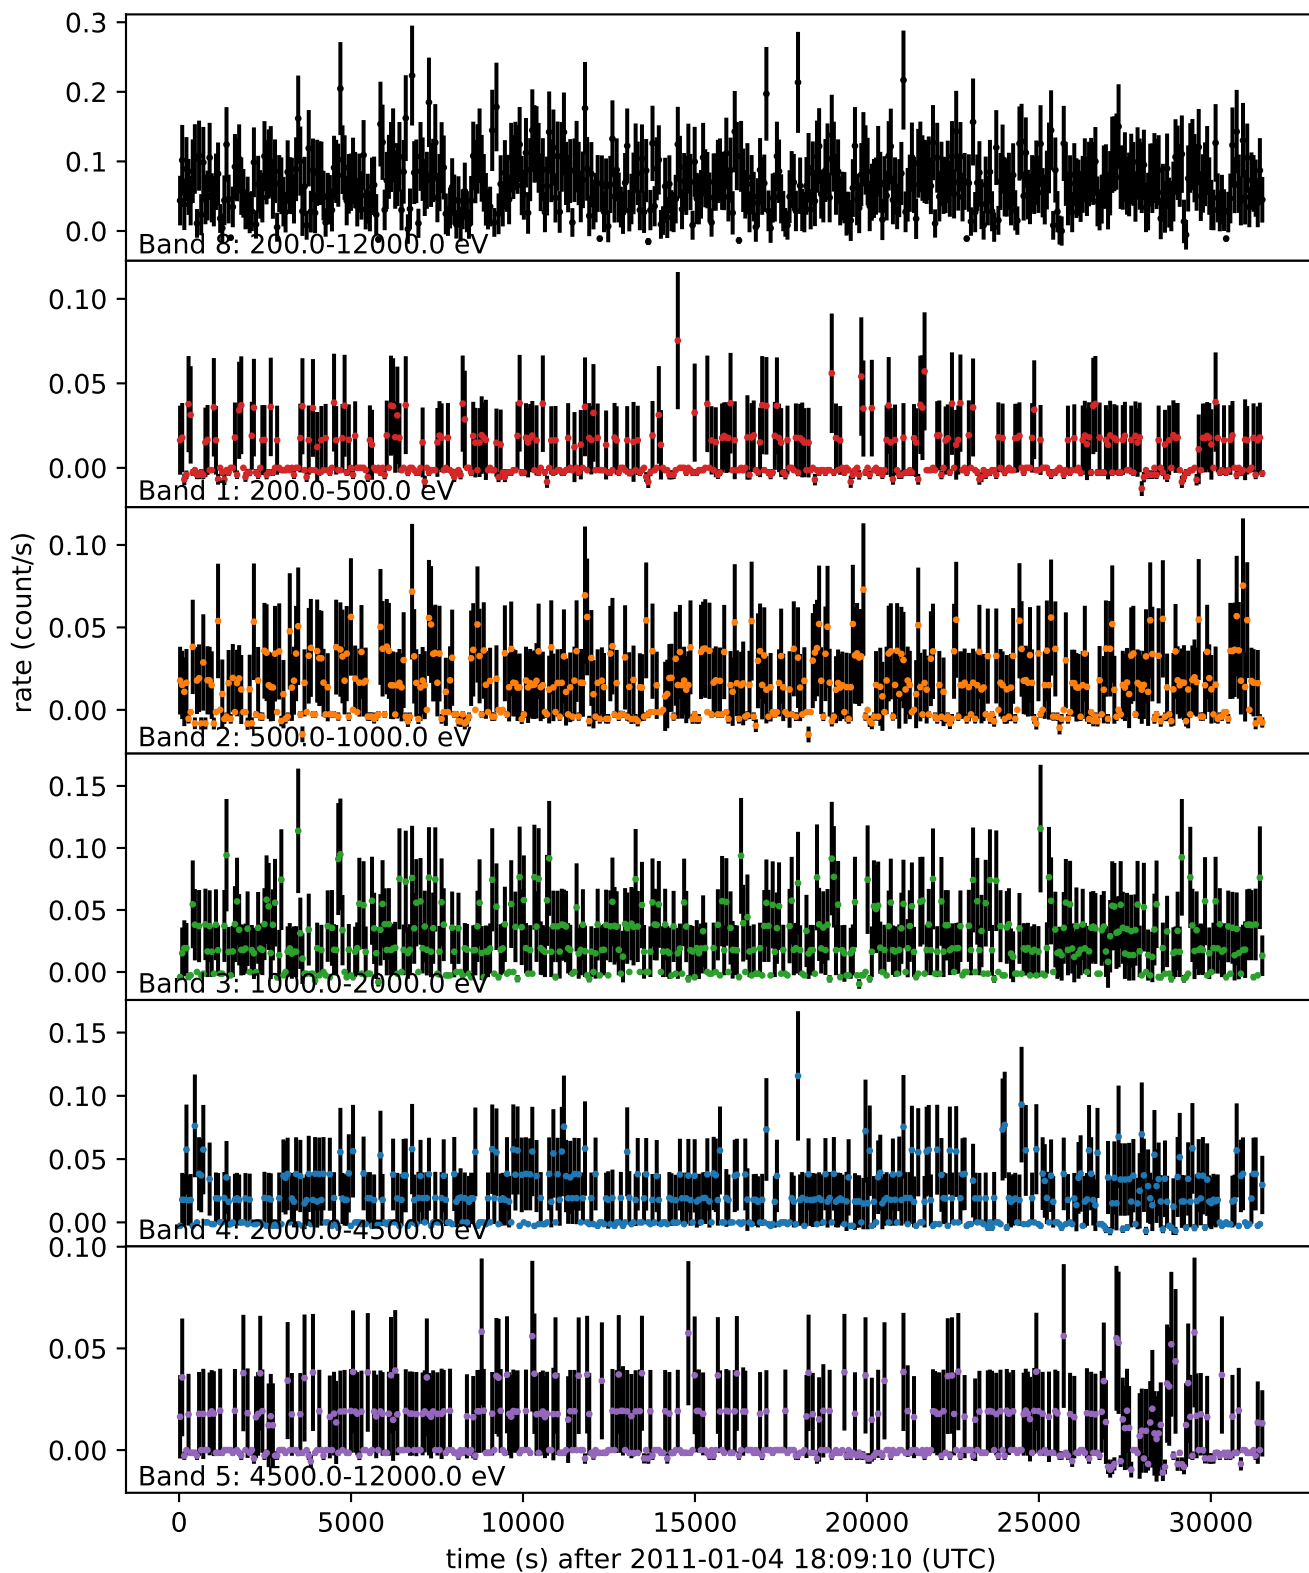 0.3
0.2
0.1
0.0
Band 8: 200.0-12000.0 eV
0.10
0.05
0.00
Band 1: 200.0-500.0 eV
0.10
0.05
0.00
Band 2: 500.0-1000.0 eV
rate (count/s)
0.15
0.10
0.05
0.00
Band 3: 1000.0-2000.0 eV
0.15
0.10
0.05
0.00
Band 4: 2000.0-4500.0 eV
0.10
0.05
0.00
Band 5: 4500.0-12000.0 eV
0 5000 10000 15000 20000 25000 30000
time (s) after 2011-01-04 18:09:10 (UTC)